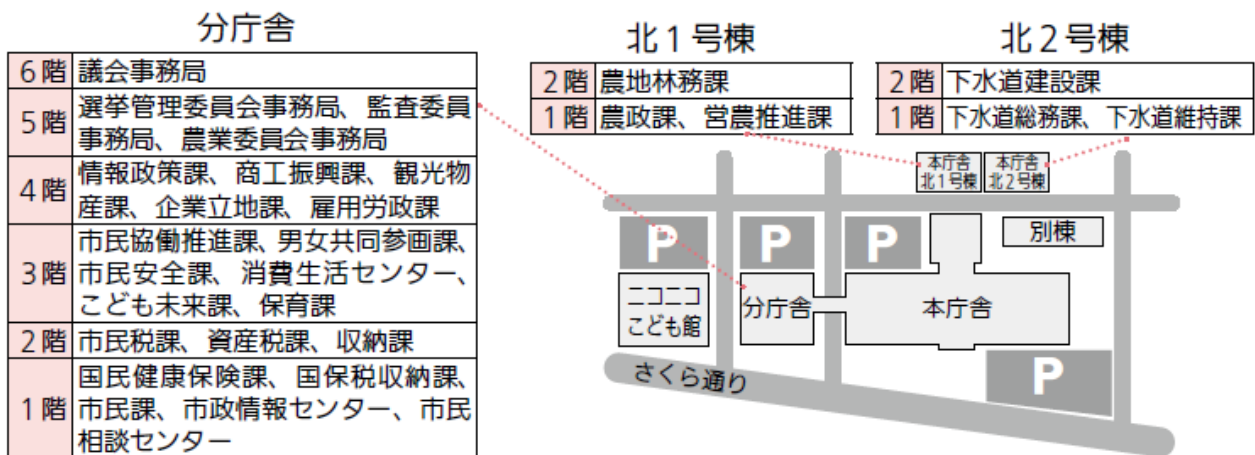 分庁舎
6階 議会事務局
5階 選挙管理委員会事務局、監査委員
事務局、農業委員会事務局
4階 情報政策課、商工振興課、観光物
産課、企業立地課、雇用労政課
3階 市民協働推進課、男女共同参画課、
市民安全課、消費生活センター、
こども未来課、保育課
2階 市民税課、資産税課、収納課
1階 国民健康保険課、国保税収納課、
市民課、市政情報センター、市民
相談センター
北1号棟
2階 農地林務課
1階 農政課、営農推進課
北2号棟
2階 下水道建設課
1階 下水道総務課、下水道維持課
本庁舎
北1号棟
本庁舎
北2号棟
P
P
P
別棟
ニコニコ
こども館
分庁舎
本庁舎
さくら通り
P